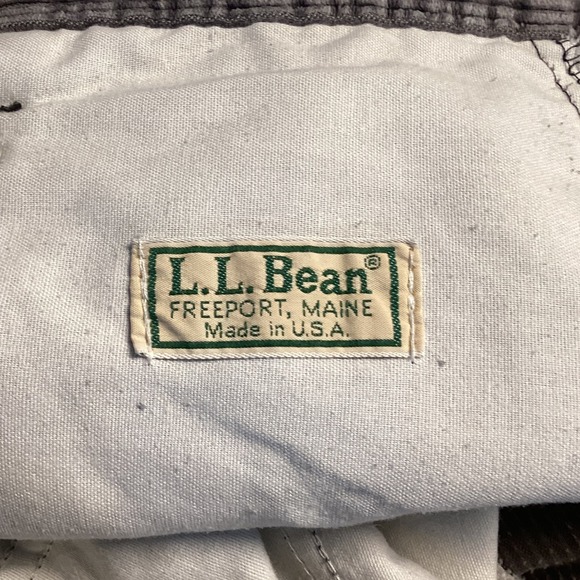 L.L. Bean®
FREEPORT, MAINE
Made in U.S.A.